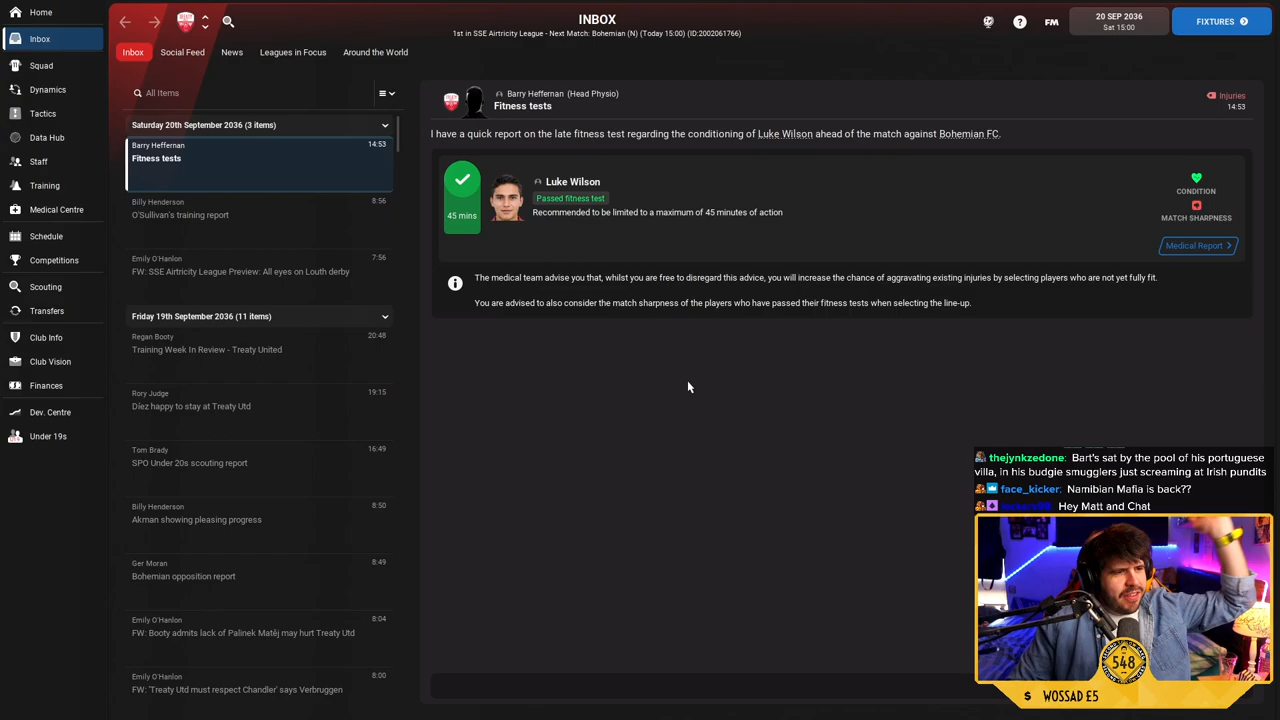 Home
Inbox
Squad
Dynamics
Tactics
Data Hub
Staff
Training
Medical Centre
Schedule
Competitions
Scouting
Transfers
Club Info
Club Vision
Finances
Dev. Centre
Under 19s
INBOX
1st in SSE Airtricity League - Next Match: Bohemian (N) (Today 15:00) (ID:2002061766)
FM
20 SEP 2036
Sat 15:00
FIXTURES
Inbox
Social Feed
News
Leagues in Focus
Around the World
All Items
Saturday 20th September 2036 (3 items)
Barry Heffernan 14:53
Fitness tests
Billy Henderson 8:56
O'Sullivan's training report
Emily O'Hanlon 7:56
FW: SSE Airtricity League Preview: All eyes on Louth derby
Friday 19th September 2036 (11 items)
Regan Booty 20:48
Training Week In Review - Treaty United
Rory Judge 19:15
Díez happy to stay at Treaty Utd
Tom Brady 16:49
SPO Under 20s scouting report
Billy Henderson 8:50
Akman showing pleasing progress
Ger Moran 8:49
Bohemian opposition report
Emily O'Hanlon 8:04
FW: Booty admits lack of Palinek Matěj may hurt Treaty Utd
Emily O'Hanlon 8:00
FW: 'Treaty Utd must respect Chandler' says Verbruggen
Barry Heffernan (Head Physio)
Fitness tests
Injuries
14:53
I have a quick report on the late fitness test regarding the conditioning of Luke Wilson ahead of the match against Bohemian FC.
45 mins
Luke Wilson
Passed fitness test
Recommended to be limited to a maximum of 45 minutes of action
CONDITION
MATCH SHARPNESS
Medical Report
The medical team advise you that, whilst you are free to disregard this advice, you will increase the chance of aggravating existing injuries by selecting players who are not yet fully fit.
You are advised to also consider the match sharpness of the players who have passed their fitness tests when selecting the line-up.
thejynkzedone: Bart's sat by the pool of his portuguese
villa, in his budgie smugglers just screaming at Irish pundits
face_kicker: Namibian Mafia is back??
Hey Matt and Chat
548
$ WOSSAD £5